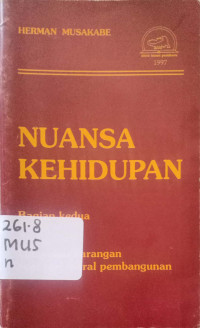 HERMAN MUSAKABE
1997
NUANSA
KEHIDUPAN
Bagian kedua
261.8
MUS
n
arangan
ral pembangunan